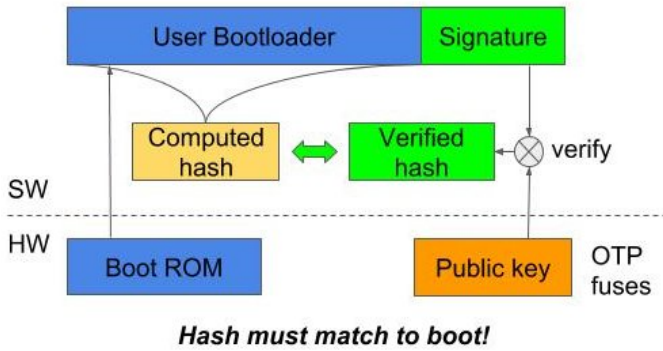 User Bootloader
Signature
Computed
hash
Verified
hash
verify
SW
HW
Boot ROM
Public key
OTP
fuses
Hash must match to boot!